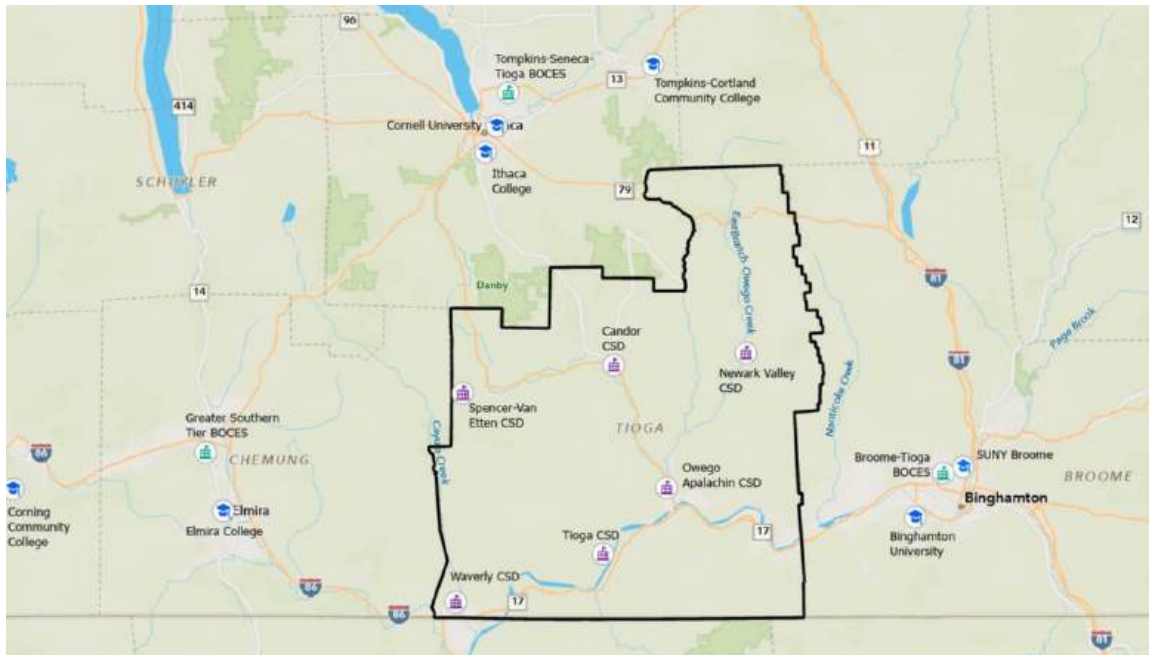 96
Tompkins-Seneca-
Tioga BOCES
13
Tompkins-Cortland
Community College
414
Cornell University
ica
11
Ithaca
College
SCHUYLER
79
12
East Branch Owego Creek
81
Danby
14
Page Brook
Candor
CSD
81
Newark Valley
CSD
Nanticoke Creek
Spencer-Van
Etten CSD
Cayuta Creek
Greater Southern
Tier BOCES
TIOGA
86
CHEMUNG
Owego
Apalachin CSD
Broome-Tioga
BOCES
SUNY Broome
BROOME
Binghamton
Corning
Community
College
Elmira
Elmira College
17
Tioga CSD
Binghamton
University
Waverly CSD
86
17
86
81